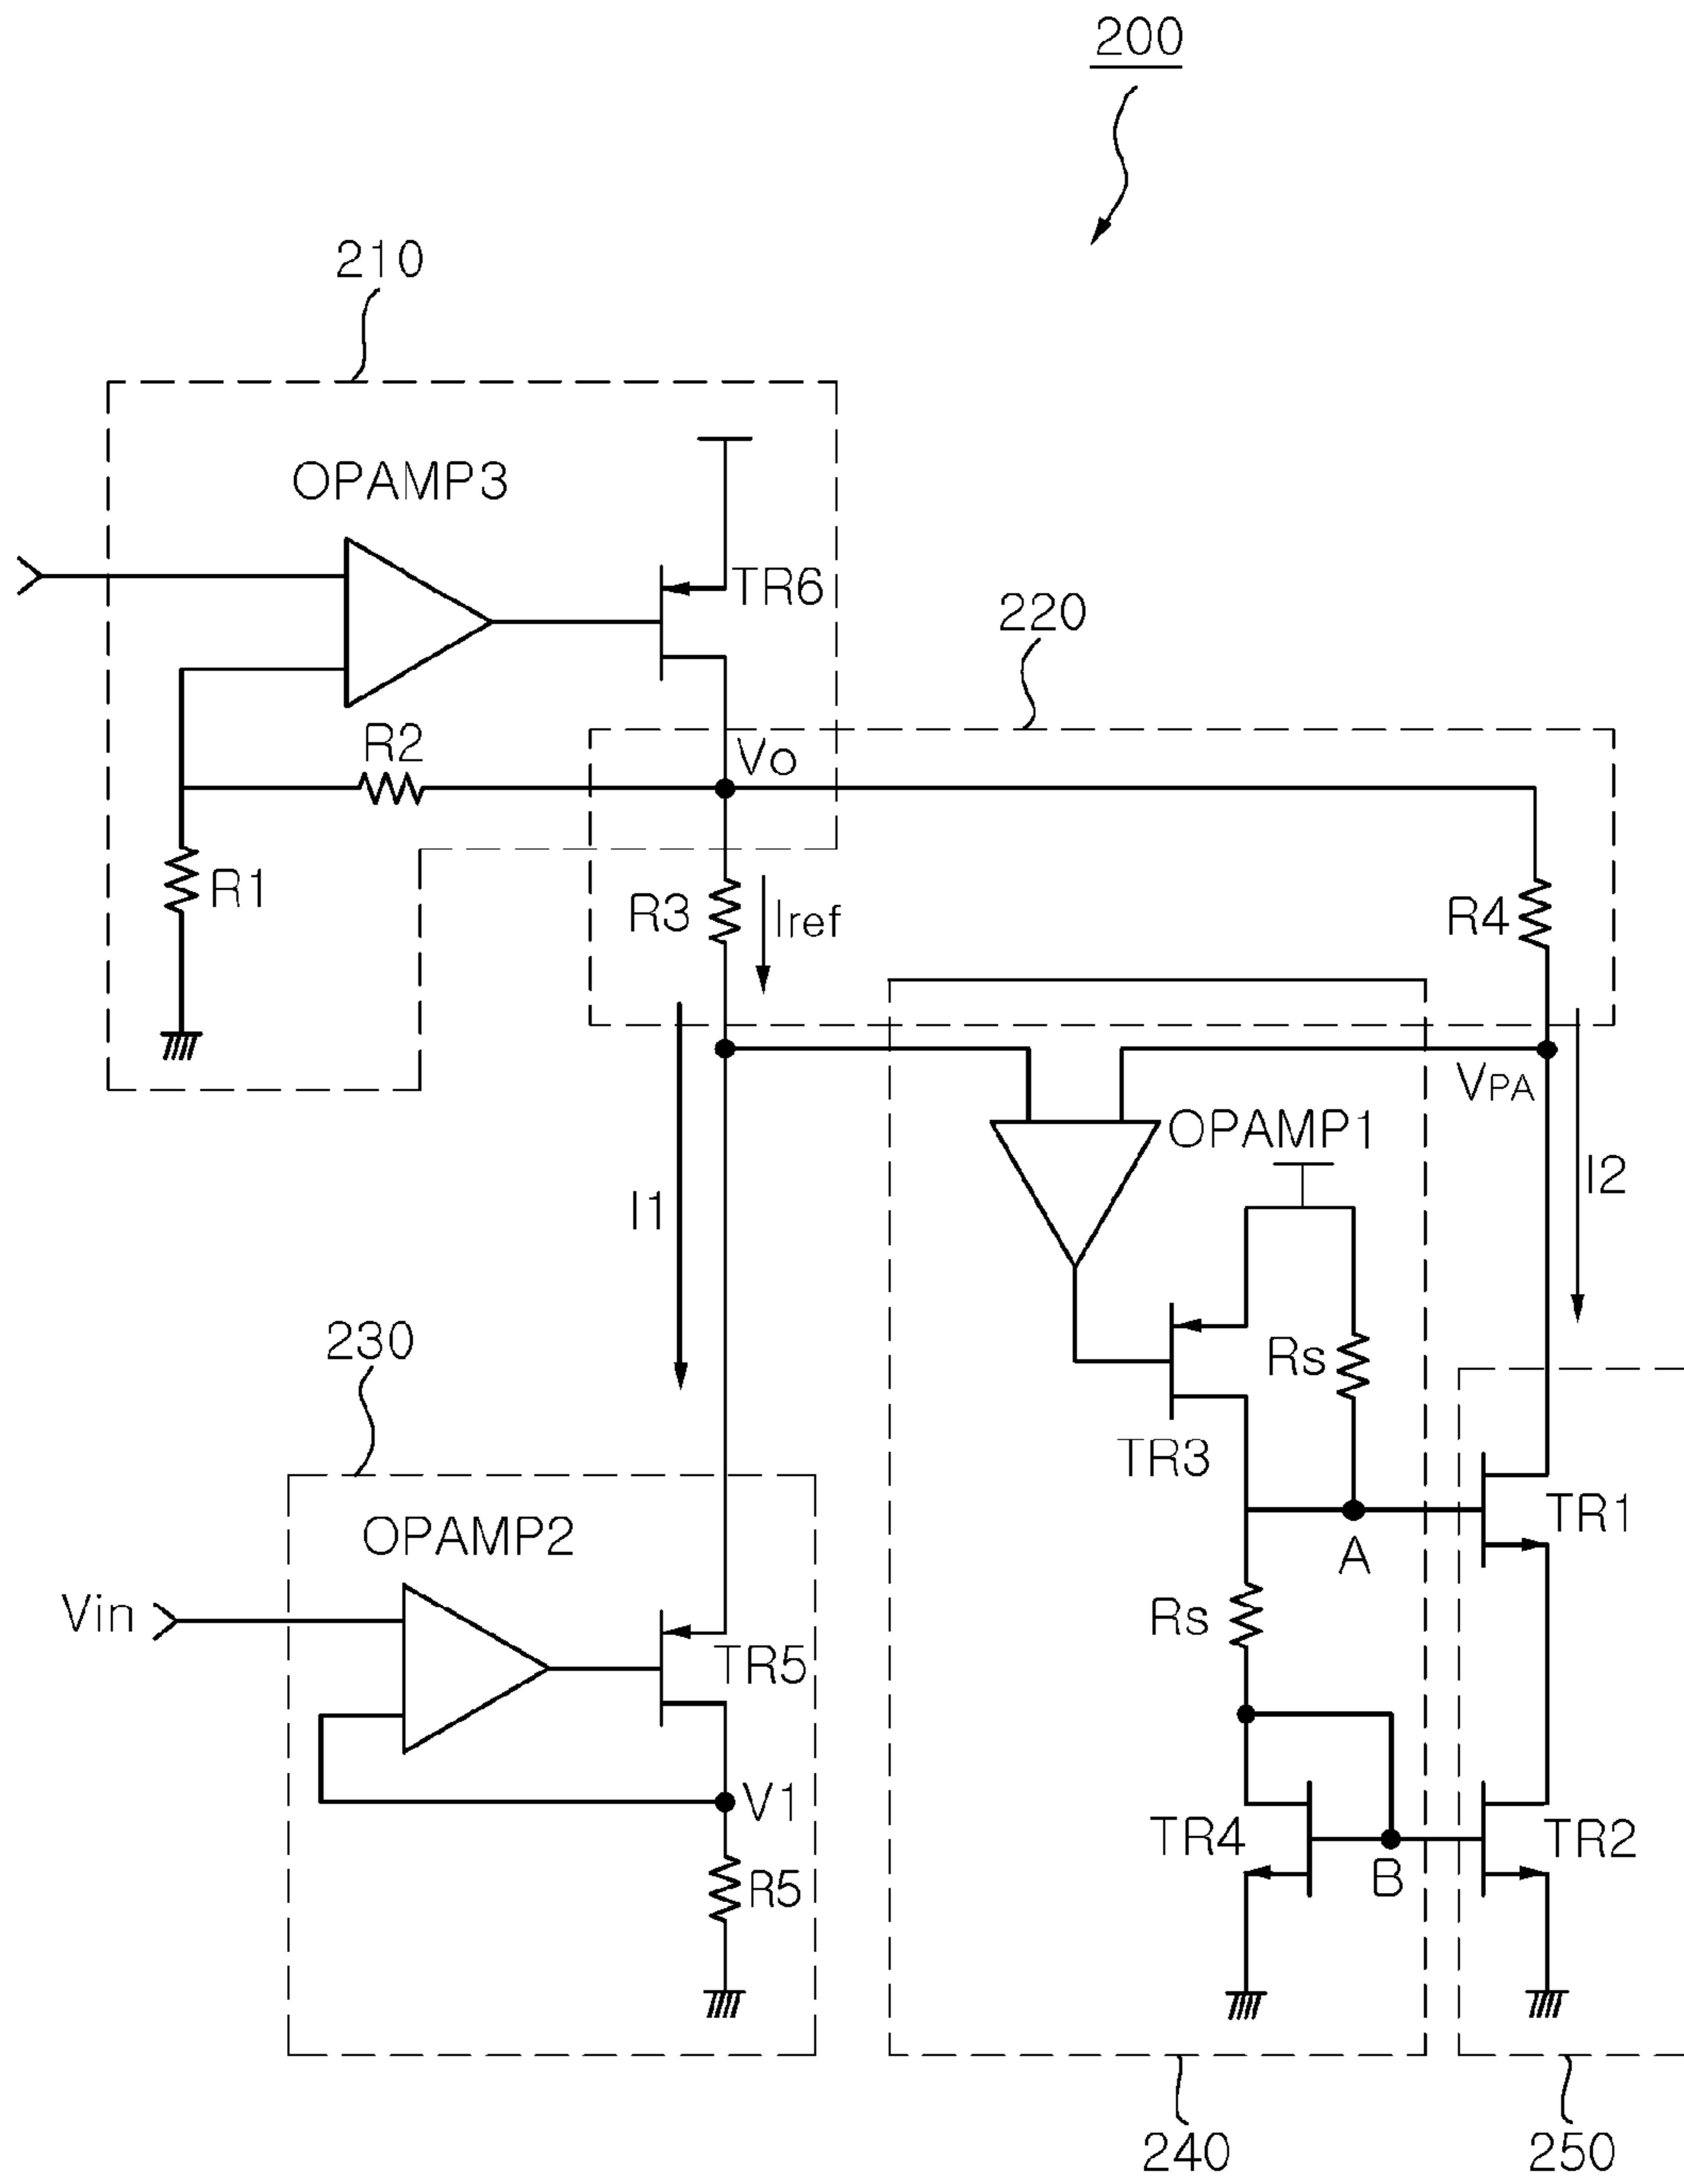 200
210
OPAMP3
TR6
220
R2
Vo
R1
R3
Iref
R4
VPA
OPAMP1
I1
I2
230
Rs
TR3
OPAMP2
TR1
A
Vin
TR5
Rs
V1
TR4
TR2
B
R5
240
250